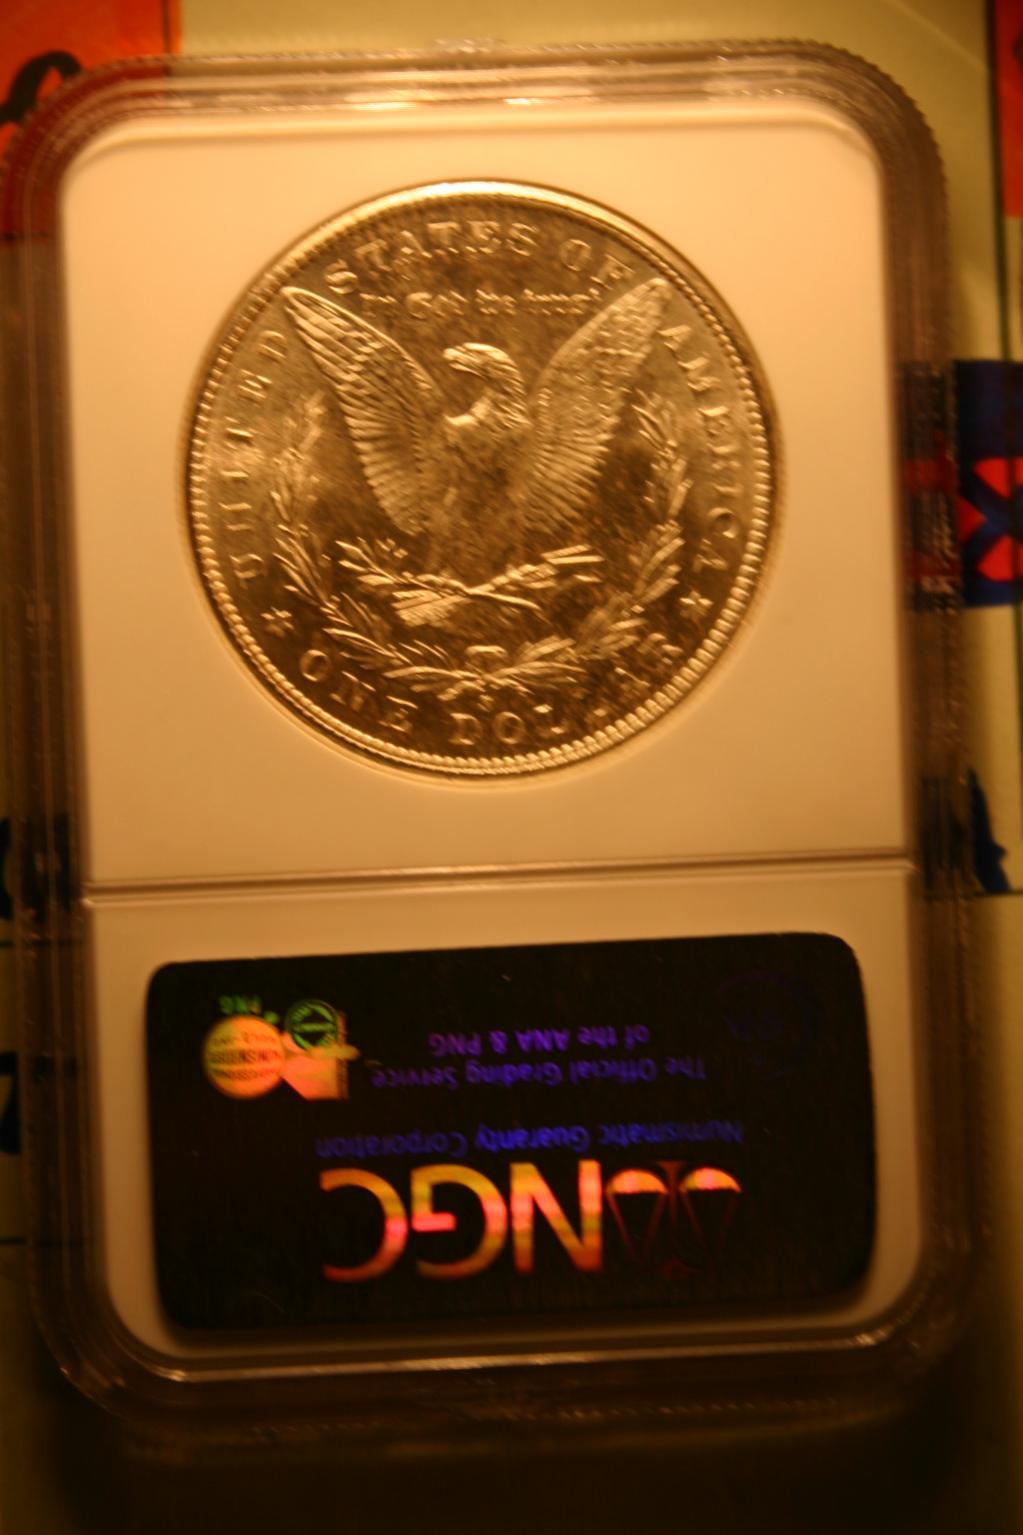 UNITED STATES OF AMERICA
In God We Trust
ONE DOLLAR
NGC
Numismatic Guaranty Corporation
The Official Grading Service
of the ANA & PNG
PNG